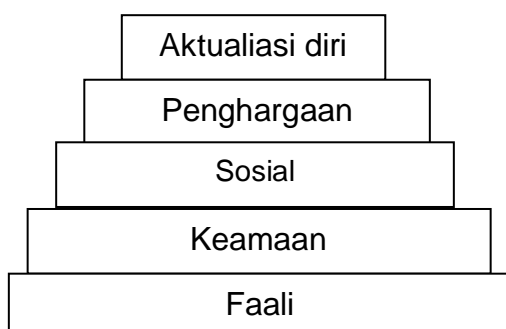 Aktualiasi diri
Penghargaan
Sosial
Keamaan
Faali